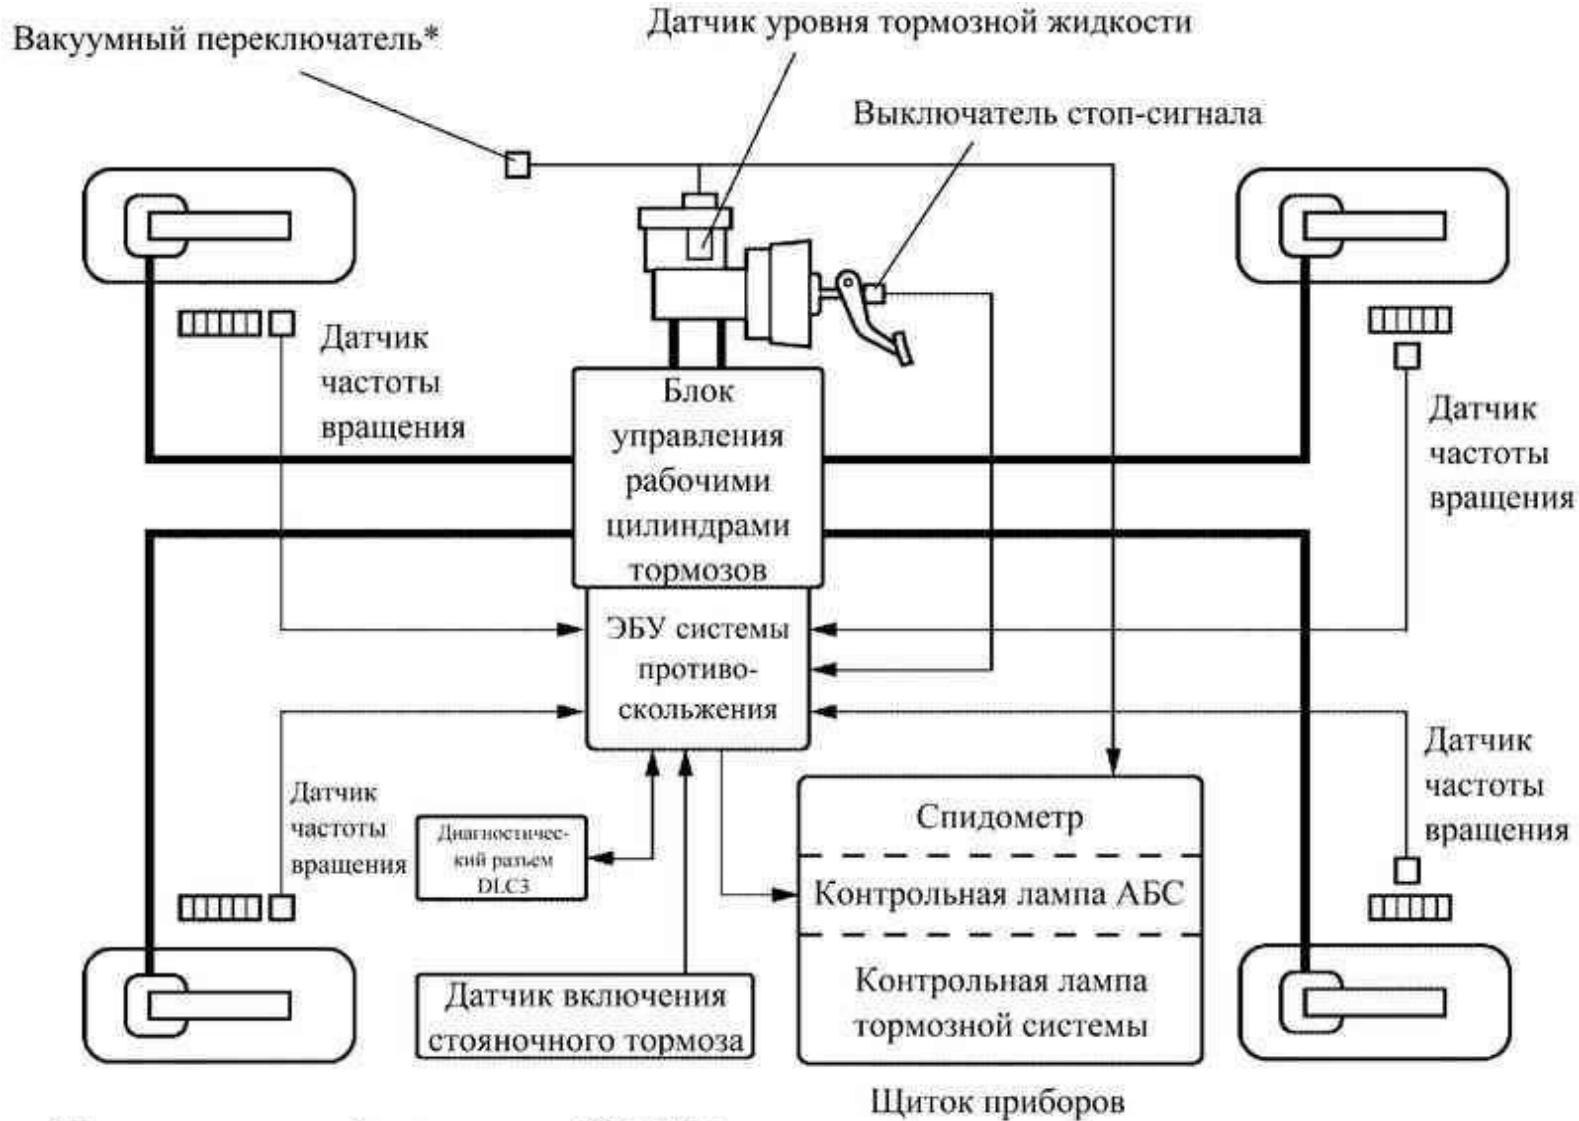 Вакуумный переключатель*
Датчик уровня тормозной жидкости
Выключатель стоп-сигнала
Датчик
частоты
вращения
Блок
управления
рабочими
цилиндрами
тормозов
Датчик
частоты
вращения
ЭБУ системы
противо-
скольжения
Датчик
частоты
вращения
Диагностичес-
кий разъем
DLC3
Датчик включения
стояночного тормоза
Спидометр
Контрольная лампа АБС
Контрольная лампа
тормозной системы
Щиток приборов
Датчик
частоты
вращения